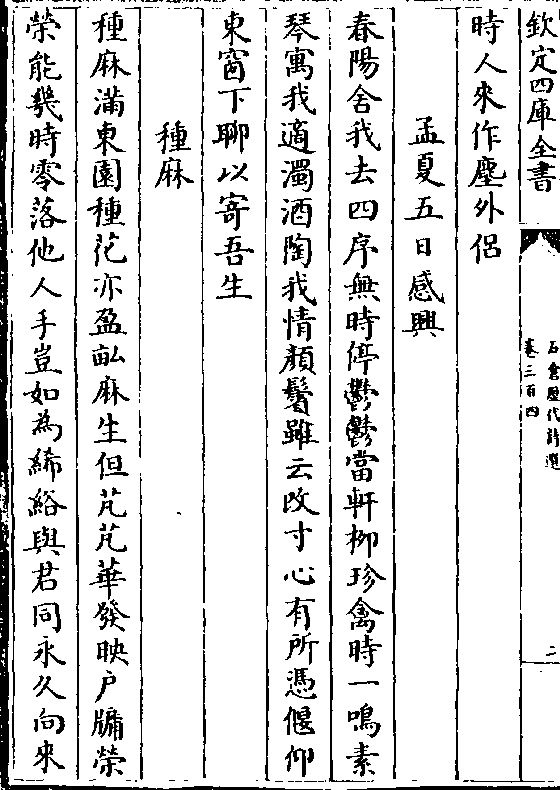 欽定四庫全書
石倉歷代詩選
卷三百四
二
時人來作塵外侶
孟夏五日感興
春陽舍我去四序無時停鬱鬱當軒柳珍禽時一鳴素
琴寓我適濁酒陶我情顏鬢雖云改寸心有所憑偃仰
東窗下聊以寄吾生
種麻
種麻滿東園種花亦盈畝麻生但芃芃華發映户牖榮
榮能幾時零落他人手豈如為絺綌與君同永久向來